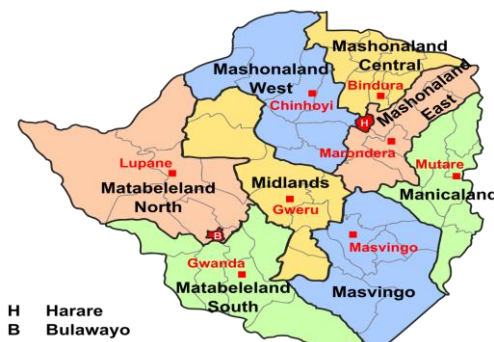 Mashonaland
Central
Bindura
Mashonaland
West
Chinhoyi
Mashonaland
East
H
Marondera
Mutare
Manicaland
Lupane
Matabeleland
North
Midlands
Gweru
B
Masvingo
Masvingo
Gwanda
Matabeleland
South
H Harare
B Bulawayo